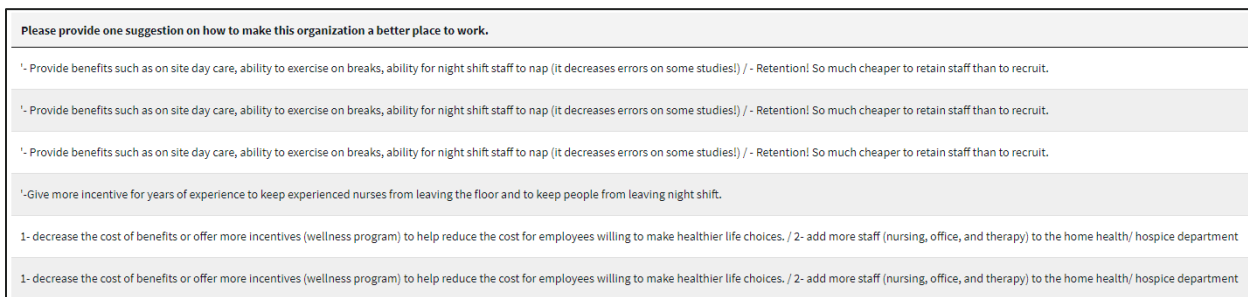 Please provide one suggestion on how to make this organization a better place to work.
'- Provide benefits such as on site day care, ability to exercise on breaks, ability for night shift staff to nap (it decreases errors on some studies!) / - Retention! So much cheaper to retain staff than to recruit.
'- Provide benefits such as on site day care, ability to exercise on breaks, ability for night shift staff to nap (it decreases errors on some studies!) / - Retention! So much cheaper to retain staff than to recruit.
'- Provide benefits such as on site day care, ability to exercise on breaks, ability for night shift staff to nap (it decreases errors on some studies!) / - Retention! So much cheaper to retain staff than to recruit.
'-Give more incentive for years of experience to keep experienced nurses from leaving the floor and to keep people from leaving night shift.
1- decrease the cost of benefits or offer more incentives (wellness program) to help reduce the cost for employees willing to make healthier life choices. / 2- add more staff (nursing, office, and therapy) to the home health/ hospice department
1- decrease the cost of benefits or offer more incentives (wellness program) to help reduce the cost for employees willing to make healthier life choices. / 2- add more staff (nursing, office, and therapy) to the home health/ hospice department